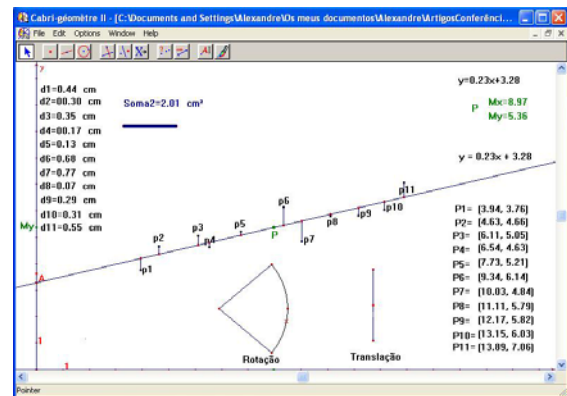 Cabri-géomètre II - [C:\Documents and Settings\Alexandre\Os meus documentos\Alexandre\ArtigosConferênci...
File Edit Options Window Help
y
d1=0.44 cm
d2=00.30 cm
d3=0.35 cm
d4=00.17 cm
d5=0.13 cm
d6=0.68 cm
d7=0.77 cm
d8=0.07 cm
d9=0.29 cm
d10=0.31 cm
d11=0.55 cm
Soma2=2.01 cm²
y=0.23x+3.28
P Mx=8.97
My=5.36
y = 0.23x + 3.28
My
A
p1
p2
p3
p4
p5
P
p6
p7
p8
p9
p10
p11
P1= (3.94, 3.76)
P2= (4.63, 4.66)
P3= (6.11, 5.05)
P4= (6.54, 4.63)
P5= (7.73, 5.21)
P6= (9.34, 6.14)
P7= (10.03, 4.84)
P8= (11.11, 5.79)
P9= (12.17, 5.82)
P10= (13.15, 6.03)
P11= (13.89, 7.06)
1
1
Rotação
Translação
Pointer